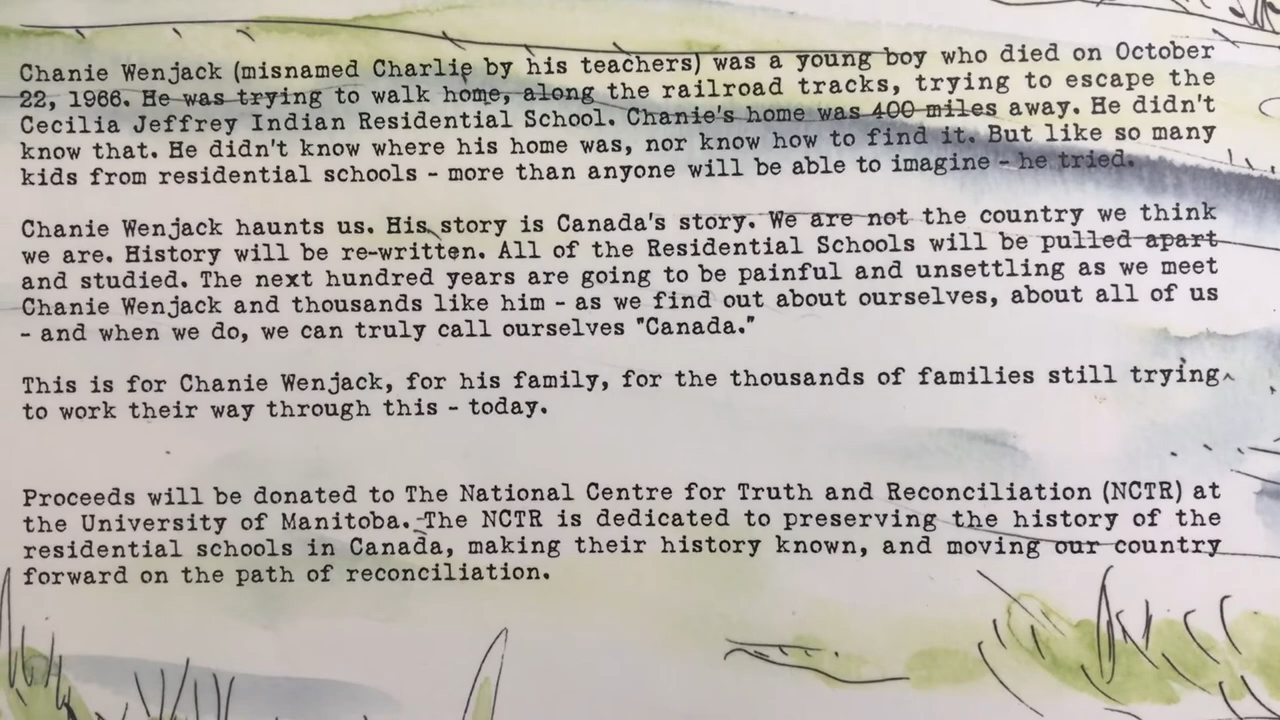 Chanie Wenjack (misnamed Charlie by his teachers) was a young boy who died on October
22, 1966. He was trying to walk home, along the railroad tracks, trying to escape the
Cecilia Jeffrey Indian Residential School. Chanie's home was 400 miles away. He didn't
know that. He didn't know where his home was, nor know how to find it. But like so many
kids from residential schools - more than anyone will be able to imagine - he tried.
Chanie Wenjack haunts us. His story is Canada's story. We are not the country we think
we are. History will be re-written. All of the Residential Schools will be pulled apart
and studied. The next hundred years are going to be painful and unsettling as we meet
Chanie Wenjack and thousands like him - as we find out about ourselves, about all of us
- and when we do, we can truly call ourselves "Canada."
This is for Chanie Wenjack, for his family, for the thousands of families still trying
to work their way through this - today.
Proceeds will be donated to The National Centre for Truth and Reconciliation (NCTR) at
the University of Manitoba. The NCTR is dedicated to preserving the history of the
residential schools in Canada, making their history known, and moving our country
forward on the path of reconciliation.